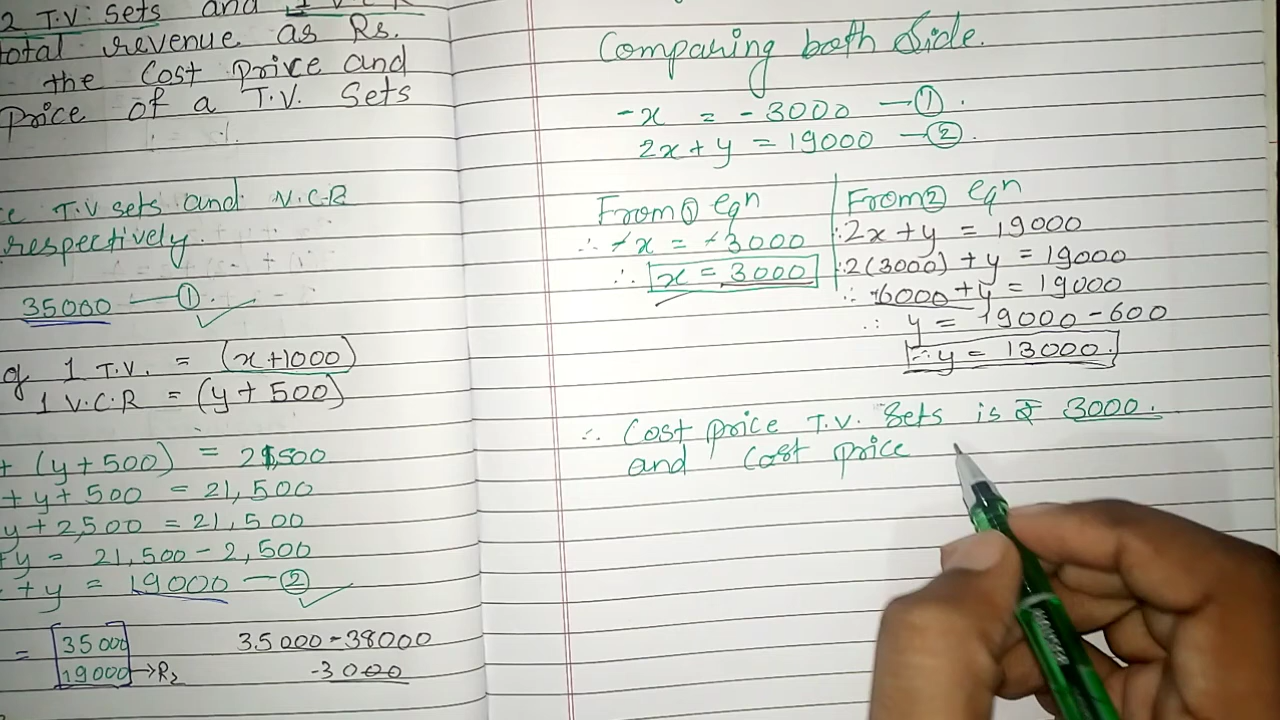 2 T.V. Sets and 1 V.C.R
total revenue as Rs.
the Cost Price and
Price of a T.V. Sets
T.V sets and V.C.R
respectively.
35000 — ①.
of 1 T.V. = (x+1000)
1 V.C.R = (y+500)
+ (y+500) = 21,500
+ y + 500 = 21,500
y + 2,500 = 21,500
+y = 21,500 - 2,500
+ y = 19000 — ②
= 35000 35000-38000
19000 → R₂ -3000
Comparing both Side.
-x = -3000 — ①.
2x + y = 19000 — ②.
From ① eqn
∴ -x = -3000
∴ x = 3000
From ② eqn
∴ 2x + y = 19000
∴ 2(3000) + y = 19000
∴ 6000 + y = 19000
∴ y = 19000 - 600
∴ y = 13000.
∴ Cost price T.V. Sets is ₹ 3000.
and Cost price